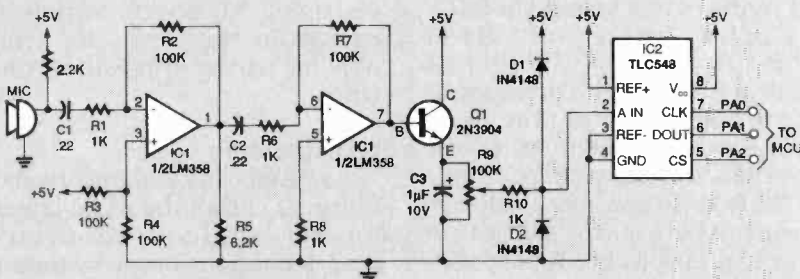 +5V
2.2K
MIC
C1
.22
R1
1K
R2
100K
2
-
3
+
1
IC1
1/2LM358
+5V
R3
100K
R4
100K
R5
6.2K
C2
.22
R6
1K
+5V
R7
100K
6
-
5
+
7
IC1
1/2LM358
R8
1K
+5V
C
B
Q1
2N3904
E
C3
1µF
10V
+
R9
100K
+5V
D1
IN4148
R10
1K
D2
IN4148
+5V
IC2
TLC548
+5V
1
REF+
2
A IN
3
REF-
4
GND
8
7
CLK
6
DOUT
5
CS
PA0
PA1
PA2
TO
MCU